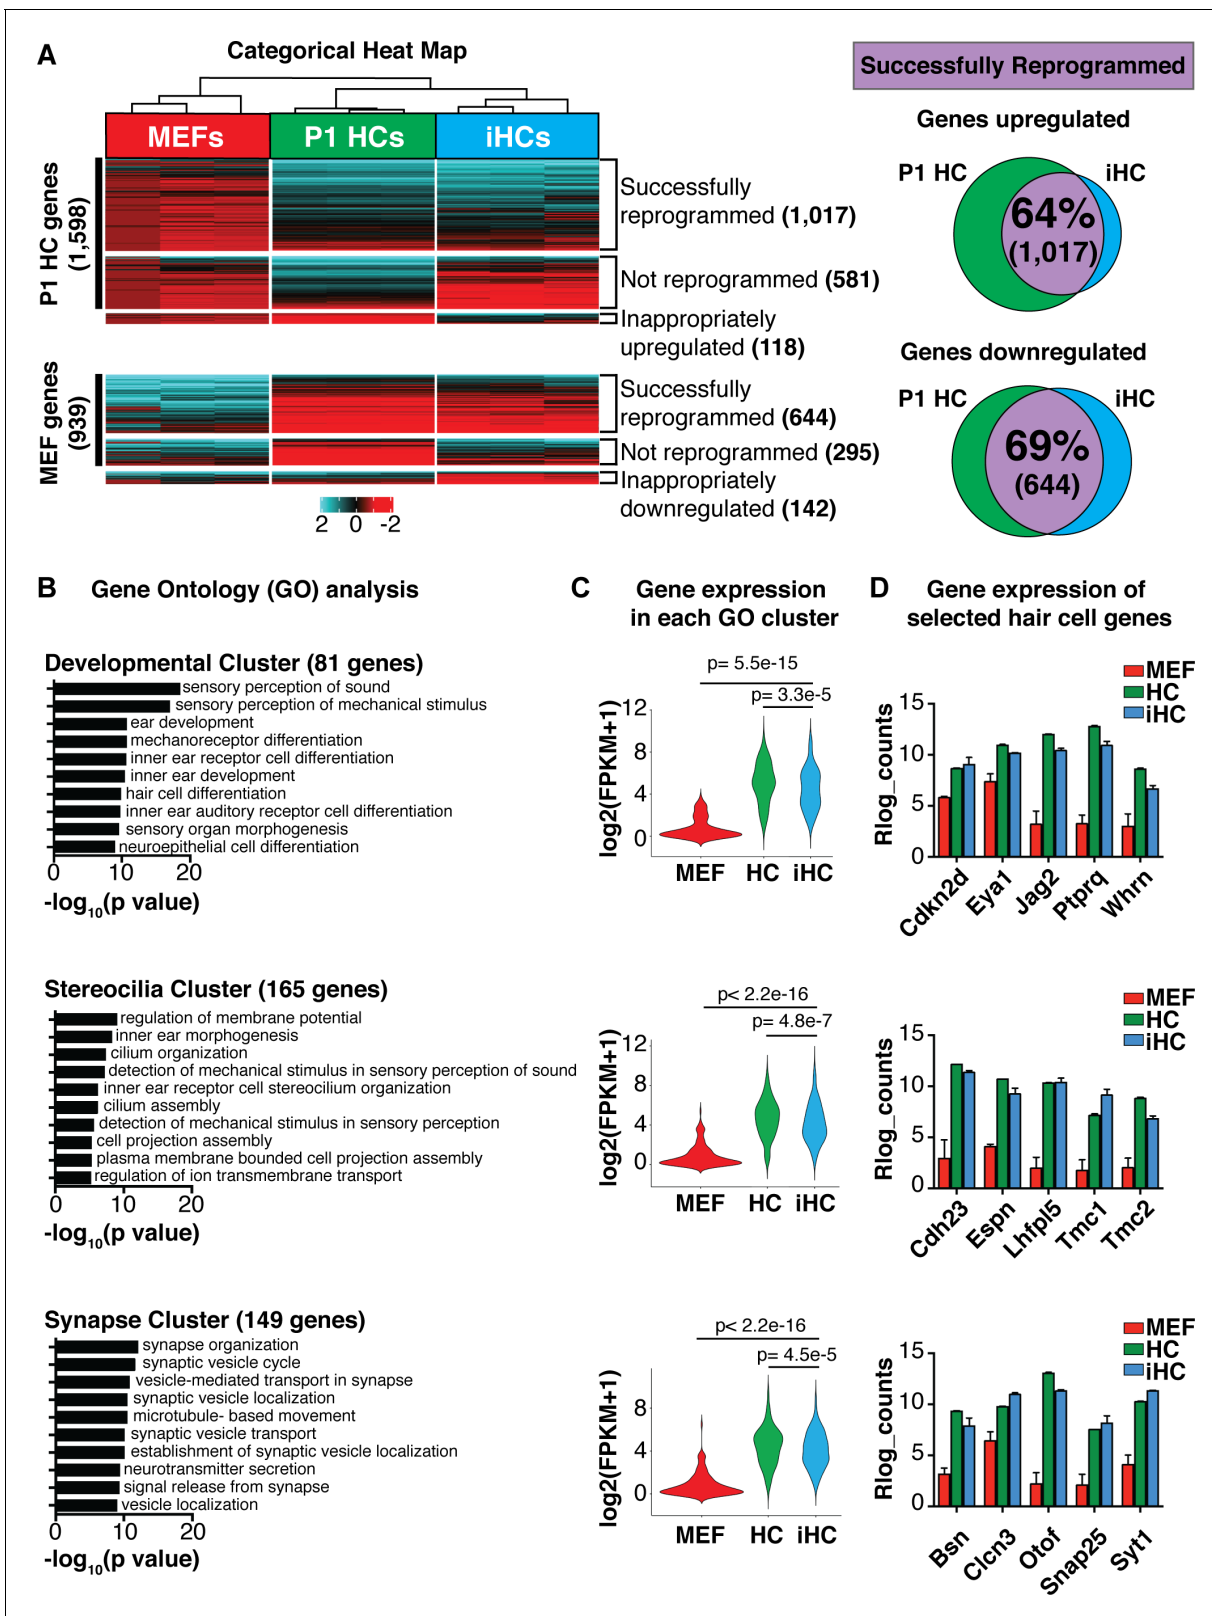 A
Categorical Heat Map
MEFs
P1 HCs
iHCs
P1 HC genes
(1,598)
Successfully
reprogrammed (1,017)
Not reprogrammed (581)
Inappropriately
upregulated (118)
MEF genes
(939)
Successfully
reprogrammed (644)
Not reprogrammed (295)
Inappropriately
downregulated (142)
2 0 -2
Successfully Reprogrammed
Genes upregulated
P1 HC
iHC
64%
(1,017)
Genes downregulated
P1 HC
iHC
69%
(644)
B
Gene Ontology (GO) analysis
Developmental Cluster (81 genes)
sensory perception of sound
sensory perception of mechanical stimulus
ear development
mechanoreceptor differentiation
inner ear receptor cell differentiation
inner ear development
hair cell differentiation
inner ear auditory receptor cell differentiation
sensory organ morphogenesis
neuroepithelial cell differentiation
0 10 20
-log10(p value)
Stereocilia Cluster (165 genes)
regulation of membrane potential
inner ear morphogenesis
cilium organization
detection of mechanical stimulus in sensory perception of sound
inner ear receptor cell stereocilium organization
cilium assembly
detection of mechanical stimulus in sensory perception
cell projection assembly
plasma membrane bounded cell projection assembly
regulation of ion transmembrane transport
0 10 20
-log10(p value)
Synapse Cluster (149 genes)
synapse organization
synaptic vesicle cycle
vesicle-mediated transport in synapse
synaptic vesicle localization
microtubule- based movement
synaptic vesicle transport
establishment of synaptic vesicle localization
neurotransmitter secretion
signal release from synapse
vesicle localization
0 10 20
-log10(p value)
C
Gene expression
in each GO cluster
p= 5.5e-15
p= 3.3e-5
log2(FPKM+1)
12
8
4
0
MEF HC iHC
p< 2.2e-16
p= 4.8e-7
log2(FPKM+1)
12
8
4
0
MEF HC iHC
p< 2.2e-16
p= 4.5e-5
log2(FPKM+1)
8
4
0
MEF HC iHC
D
Gene expression of
selected hair cell genes
MEF
HC
iHC
Rlog_counts
15
10
5
0
Cdkn2d
Eya1
Jag2
Ptprq
Whrn
MEF
HC
iHC
Rlog_counts
15
10
5
0
Cdh23
Espn
Lhfpl5
Tmc1
Tmc2
MEF
HC
iHC
Rlog_counts
15
10
5
0
Bsn
Clcn3
Otof
Snap25
Syt1